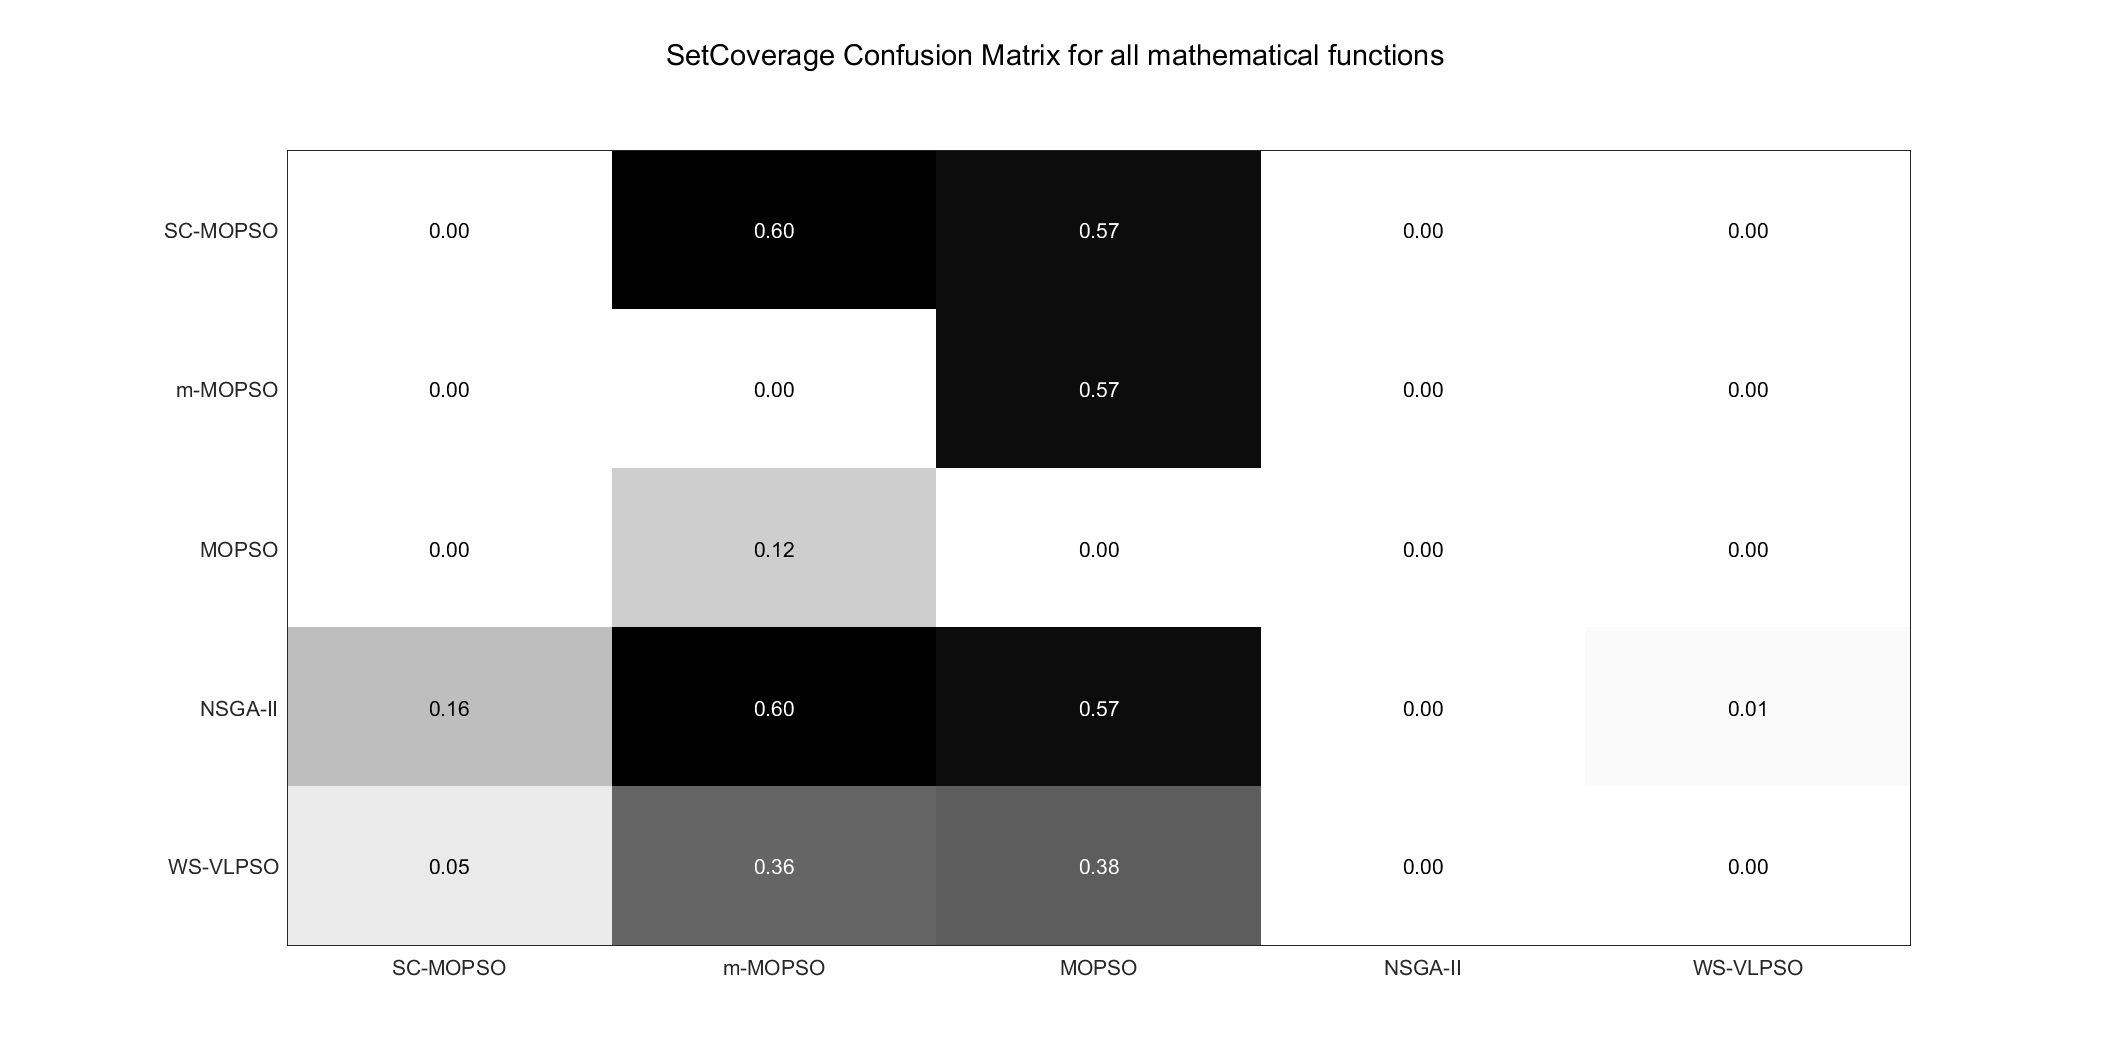 SetCoverage Confusion Matrix for all mathematical functions
SC-MOPSO 0.00 0.60 0.57 0.00 0.00
m-MOPSO 0.00 0.00 0.57 0.00 0.00
MOPSO 0.00 0.12 0.00 0.00 0.00
NSGA-II 0.16 0.60 0.57 0.00 0.01
WS-VLPSO 0.05 0.36 0.38 0.00 0.00
SC-MOPSO m-MOPSO MOPSO NSGA-II WS-VLPSO